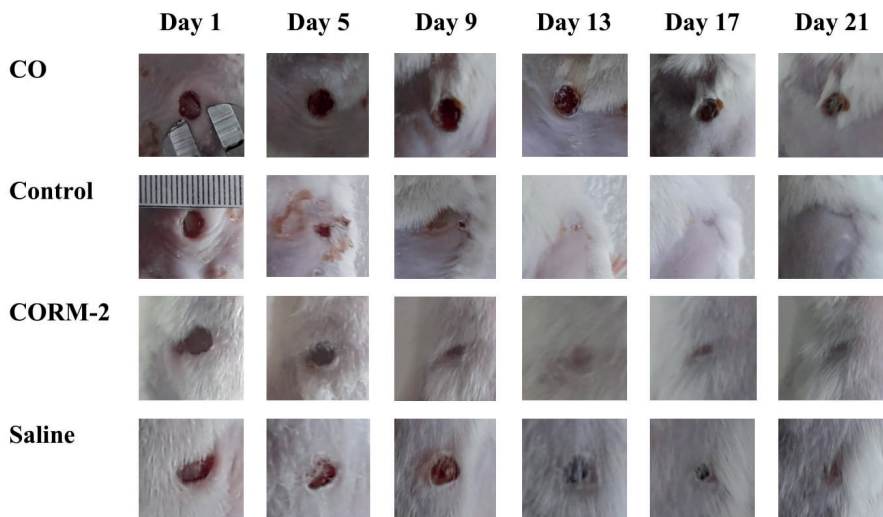 Day 1 Day 5 Day 9 Day 13 Day 17 Day 21
CO
Control
CORM-2
Saline